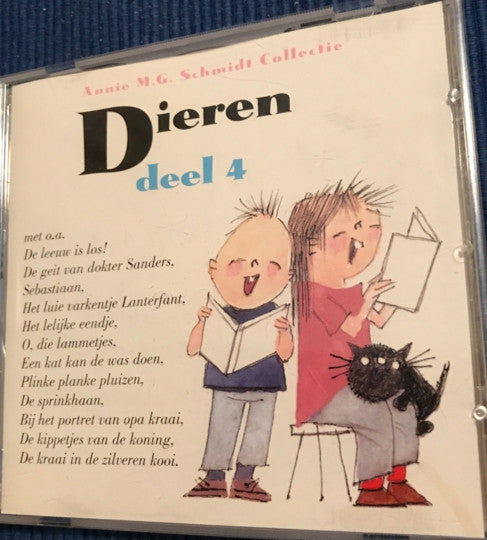 Annie M.G. Schmidt Collectie
Dieren
deel 4
met o.a.
De leeuw is los!
De geit van dokter Sanders,
Sebastiaan,
Het luie varkentje Lanterfant,
Het lelijke eendje,
O, die lammetjes,
Een kat kan de was doen,
Plinke planke pluizen,
De sprinkhaan,
Bij het portret van opa kraai,
De kippetjes van de koning,
De kraai in de zilveren kooi.